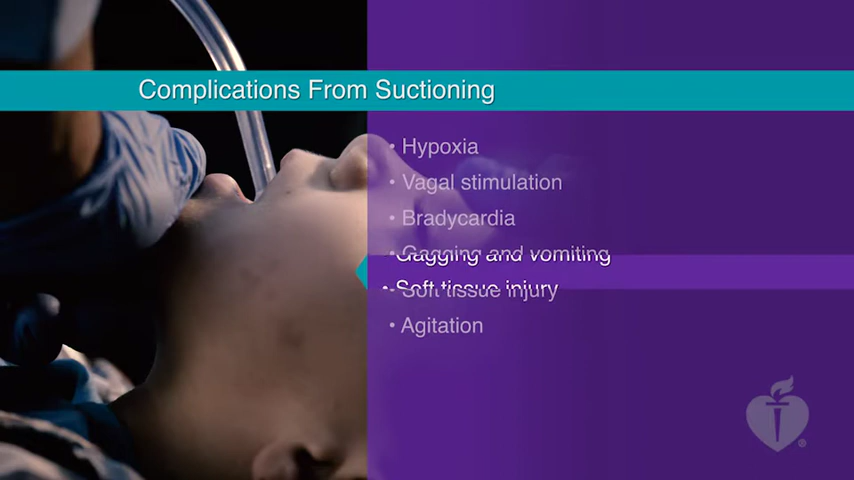 Complications From Suctioning
• Hypoxia
• Vagal stimulation
• Bradycardia
• Gagging and vomiting
• Soft tissue injury
• Agitation
®